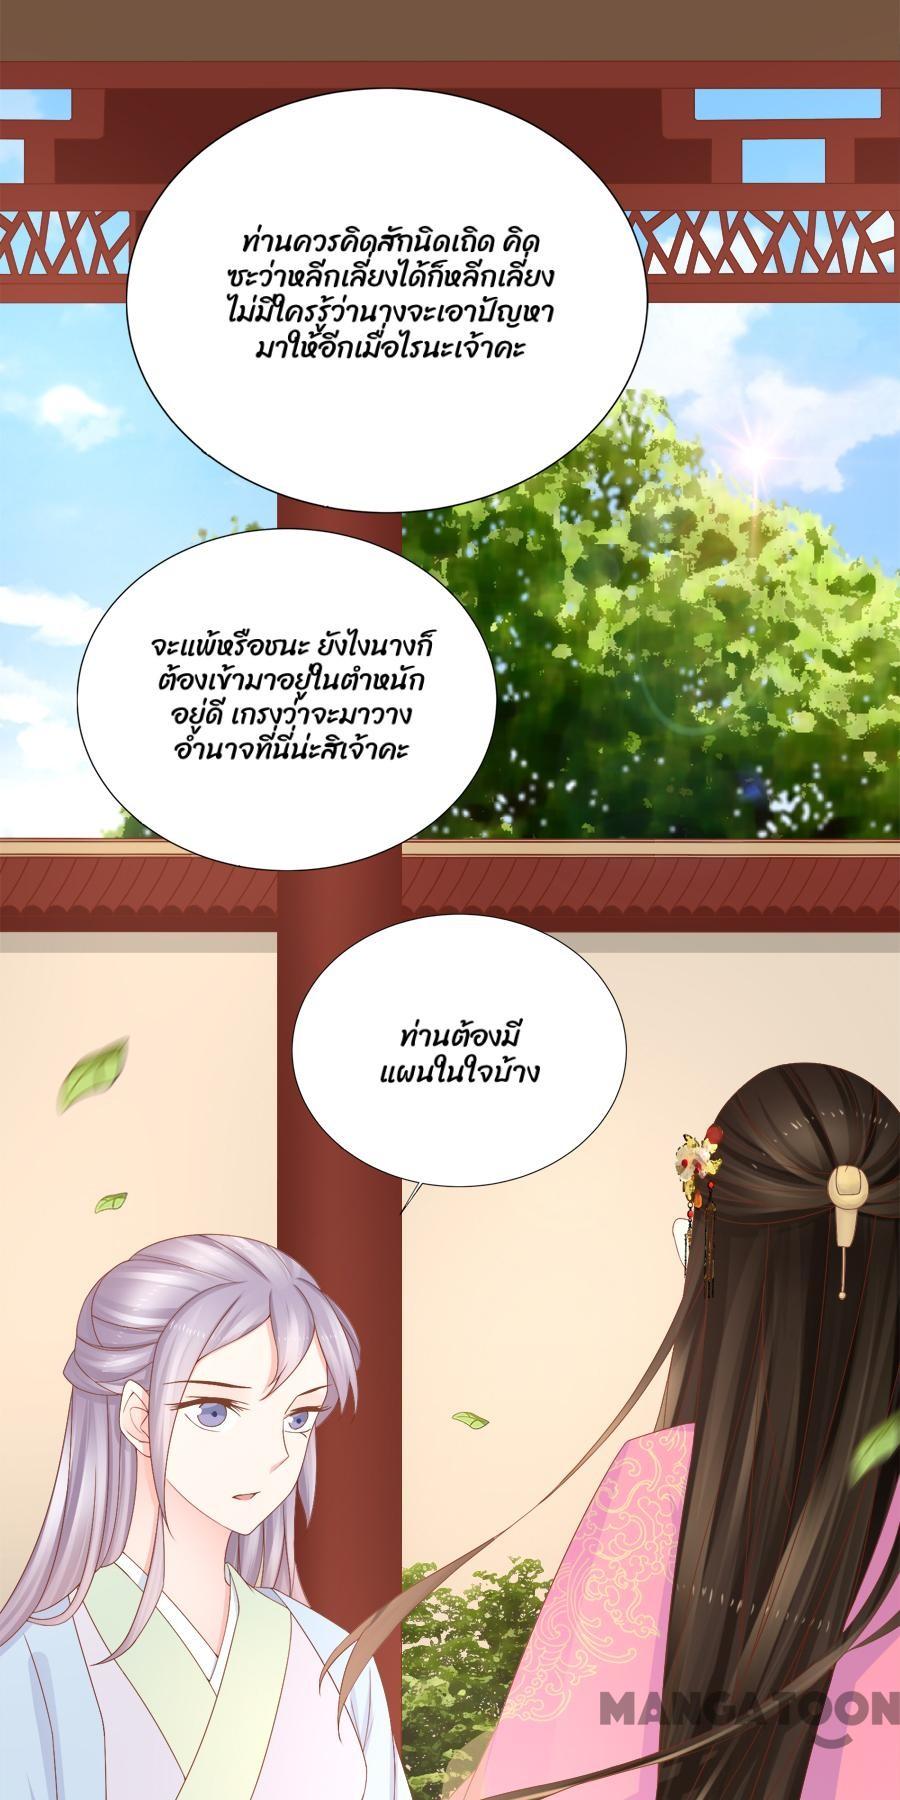 ท่านควรคิดสักนิดเถิด คิด
ซะว่าหลีกเลี่ยงได้ก็หลีกเลี่ยง
ไม่มีใครรู้ว่านางจะเอาปัญหา
มาให้อีกเมื่อไรนะเจ้าคะ
จะแพ้หรือชนะ ยังไงนางก็
ต้องเข้ามาอยู่ในตำหนัก
อยู่ดี เกรงว่าจะมาวาง
อำนาจที่นี่น่ะสิเจ้าคะ
ท่านต้องมี
แผนในใจบ้าง
MANGATOON